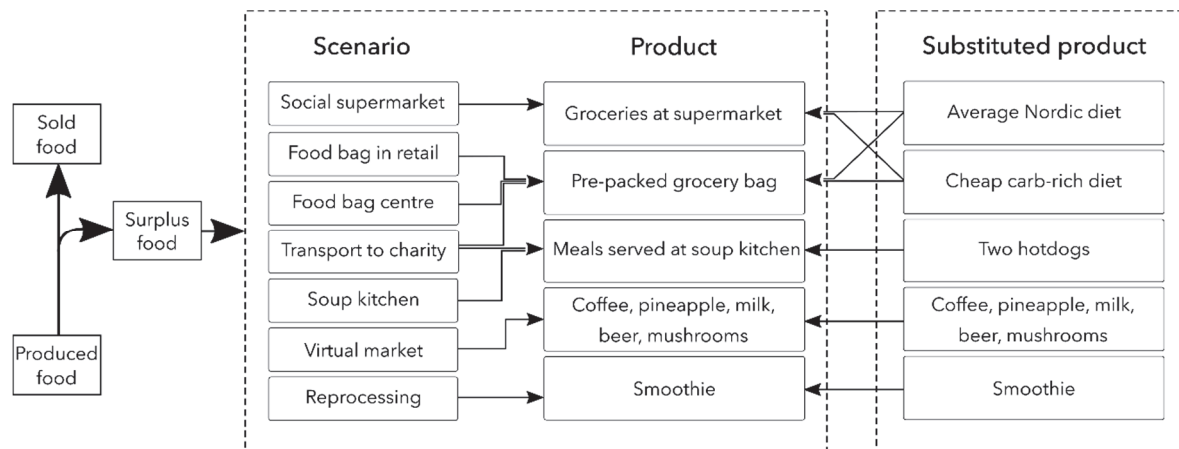 Scenario
Product
Substituted product
Sold
food
Surplus
food
Produced
food
Social supermarket
Food bag in retail
Food bag centre
Transport to charity
Soup kitchen
Virtual market
Reprocessing
Groceries at supermarket
Pre-packed grocery bag
Meals served at soup kitchen
Coffee, pineapple, milk,
beer, mushrooms
Smoothie
Average Nordic diet
Cheap carb-rich diet
Two hotdogs
Coffee, pineapple, milk,
beer, mushrooms
Smoothie